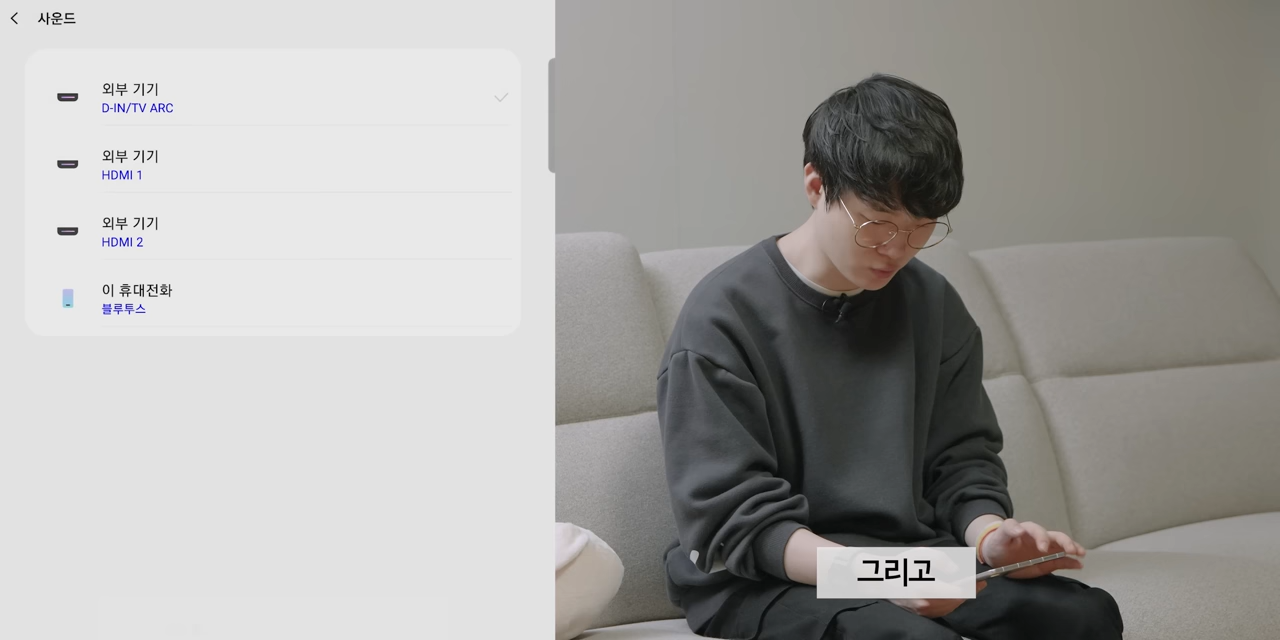 사운드
외부 기기
D-IN/TV ARC
외부 기기
HDMI 1
외부 기기
HDMI 2
이 휴대전화
블루투스
그리고